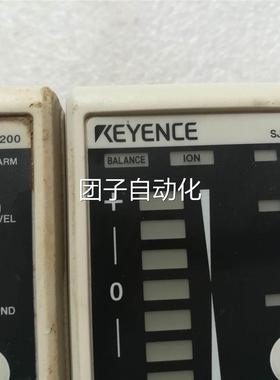 200
KEYENCE
SJ
ARM
BALANCE
ION
VEL
+
团子自动化
0
ND